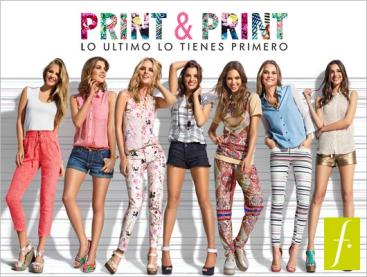 PRINT & PRINT
LO ULTIMO LO TIENES PRIMERO
f.